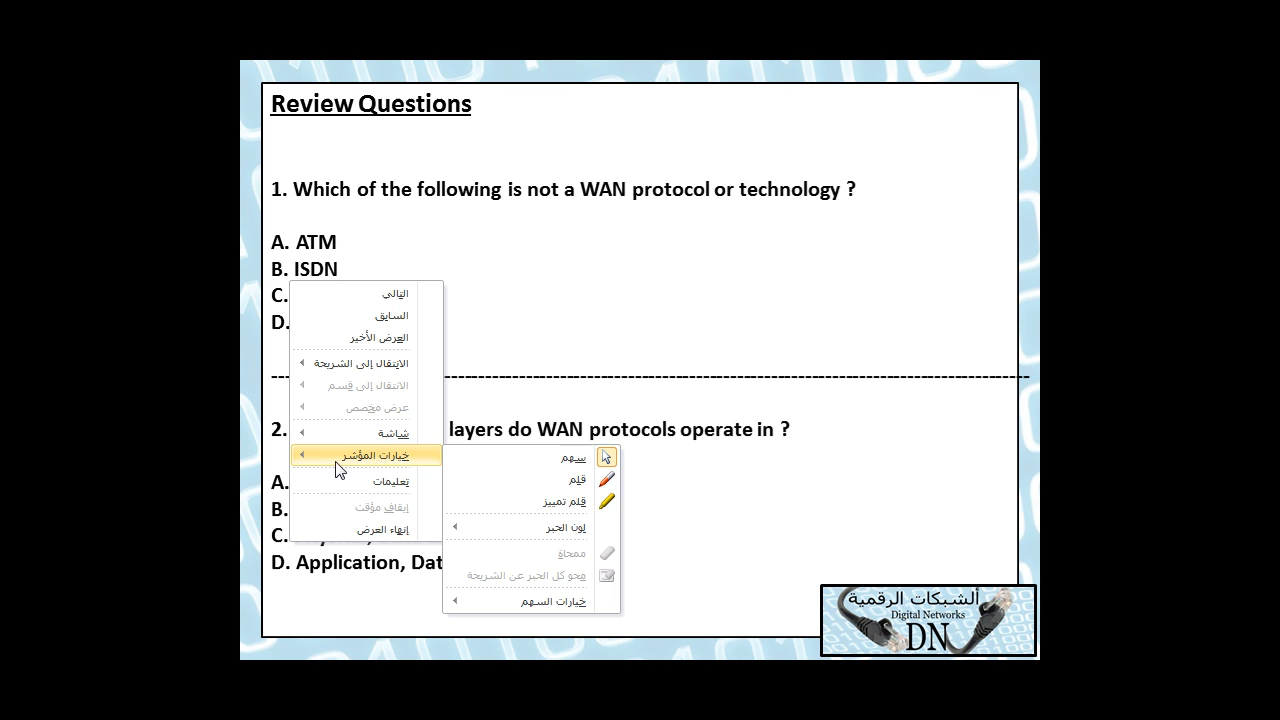 Review Questions
1. Which of the following is not a WAN protocol or technology ?
A. ATM
B. ISDN
C.
D.
2. layers do WAN protocols operate in ?
A.
B.
C.
D. Application, Dat
التالي
السابق
العرض الأخير
الانتقال إلى الشريحة
الانتقال إلى قسم
عرض مخصص
شاشة
خيارات المؤشر
تعليمات
إيقاف مؤقت
إنهاء العرض
سهم
قلم
قلم تمييز
لون الحبر
ممحاة
محو كل الحبر عن الشريحة
خيارات السهم
ألشبكات الرقمية
Digital Networks
DN